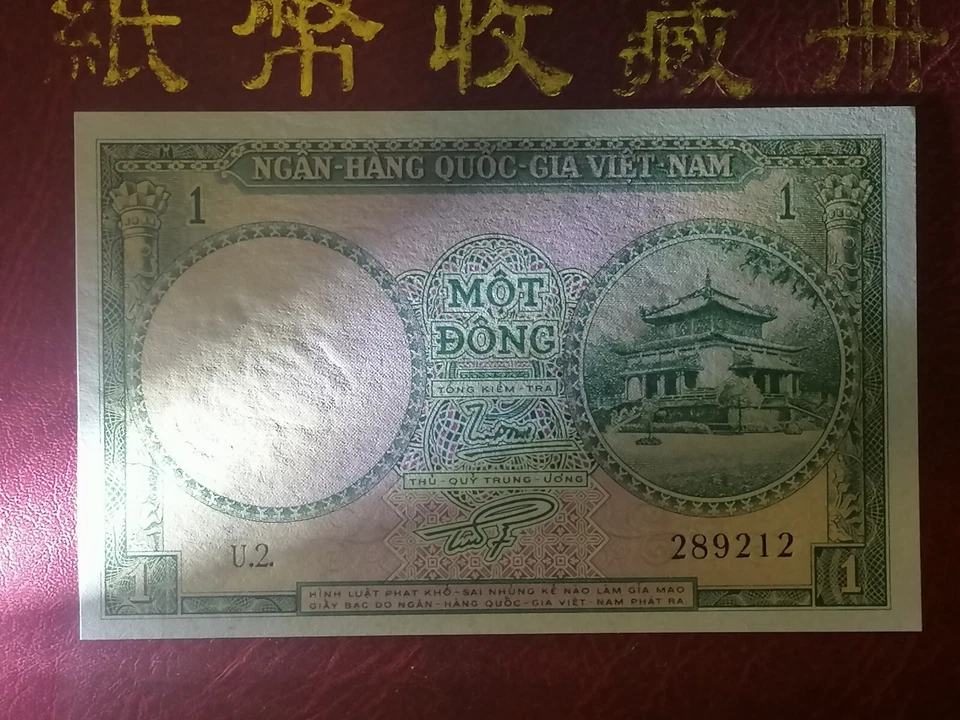 紙幣收藏册
NGÂN-HÀNG QUỐC-GIA VIỆT-NAM
1 1
MỘT
ĐỒNG
TỔNG KIỂM-TRA
THỦ-QUỸ TRUNG-ƯƠNG
U.2. 289212
1 1
HÌNH LUẬT PHẠT KHỔ-SAI NHỮNG KẺ NÀO LÀM GIẢ MẠO
GIẤY BẠC DO NGÂN-HÀNG QUỐC-GIA VIỆT-NAM PHÁT RA.